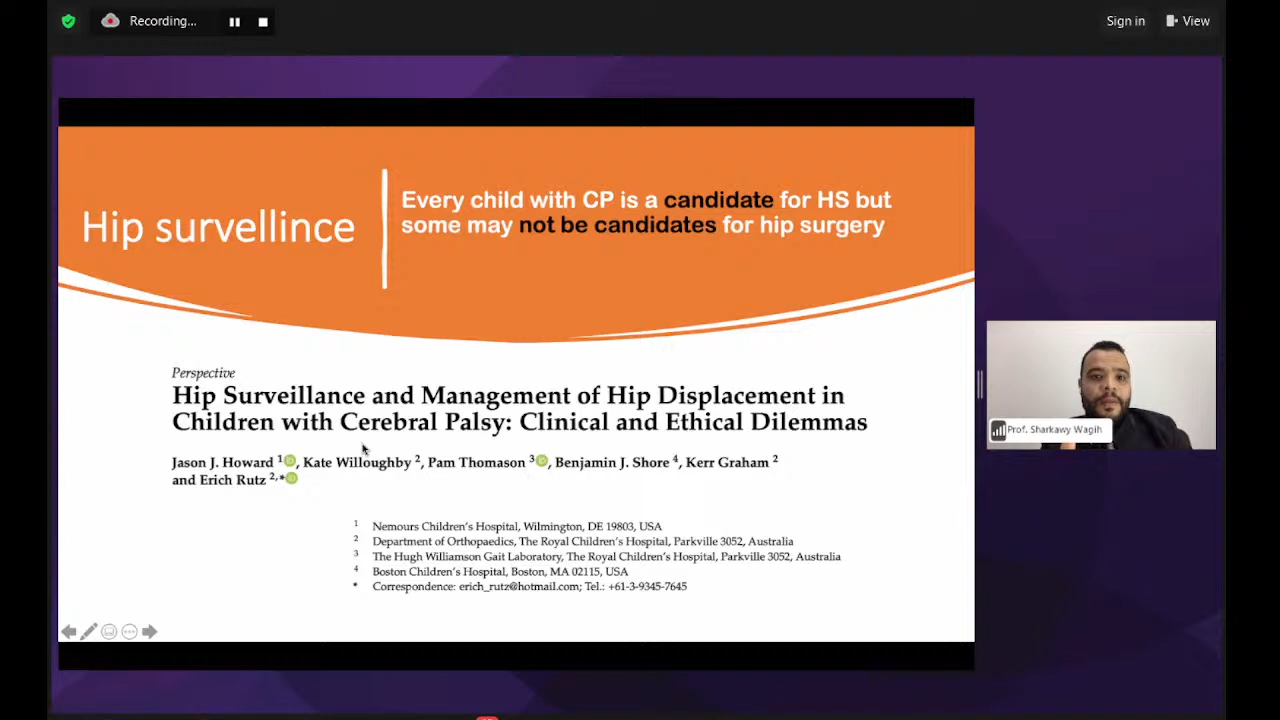 Recording...
Sign in
View
Hip survellince
Every child with CP is a candidate for HS but
some may not be candidates for hip surgery
Perspective
Hip Surveillance and Management of Hip Displacement in
Children with Cerebral Palsy: Clinical and Ethical Dilemmas
Jason J. Howard 1, Kate Willoughby 2, Pam Thomason 3, Benjamin J. Shore 4, Kerr Graham 2
and Erich Rutz 2,*
1 Nemours Children's Hospital, Wilmington, DE 19803, USA
2 Department of Orthopaedics, The Royal Children's Hospital, Parkville 3052, Australia
3 The Hugh Williamson Gait Laboratory, The Royal Children's Hospital, Parkville 3052, Australia
4 Boston Children's Hospital, Boston, MA 02115, USA
* Correspondence: erich_rutz@hotmail.com; Tel.: +61-3-9345-7645
Prof. Sharkawy Wagih